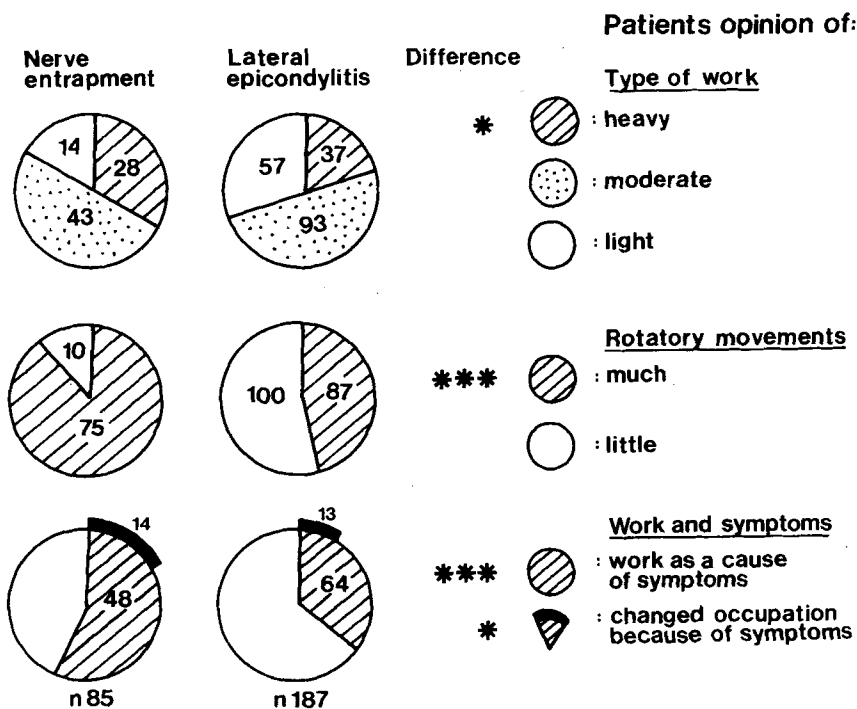 Patients opinion of:
Nerve entrapment
Lateral epicondylitis
Difference
Type of work
14
28
43
57
37
93
*
: heavy
: moderate
: light
Rotatory movements
10
75
100
87
***
: much
: little
Work and symptoms
14
48
13
64
***
: work as a cause
of symptoms
*
: changed occupation
because of symptoms
n 85
n 187